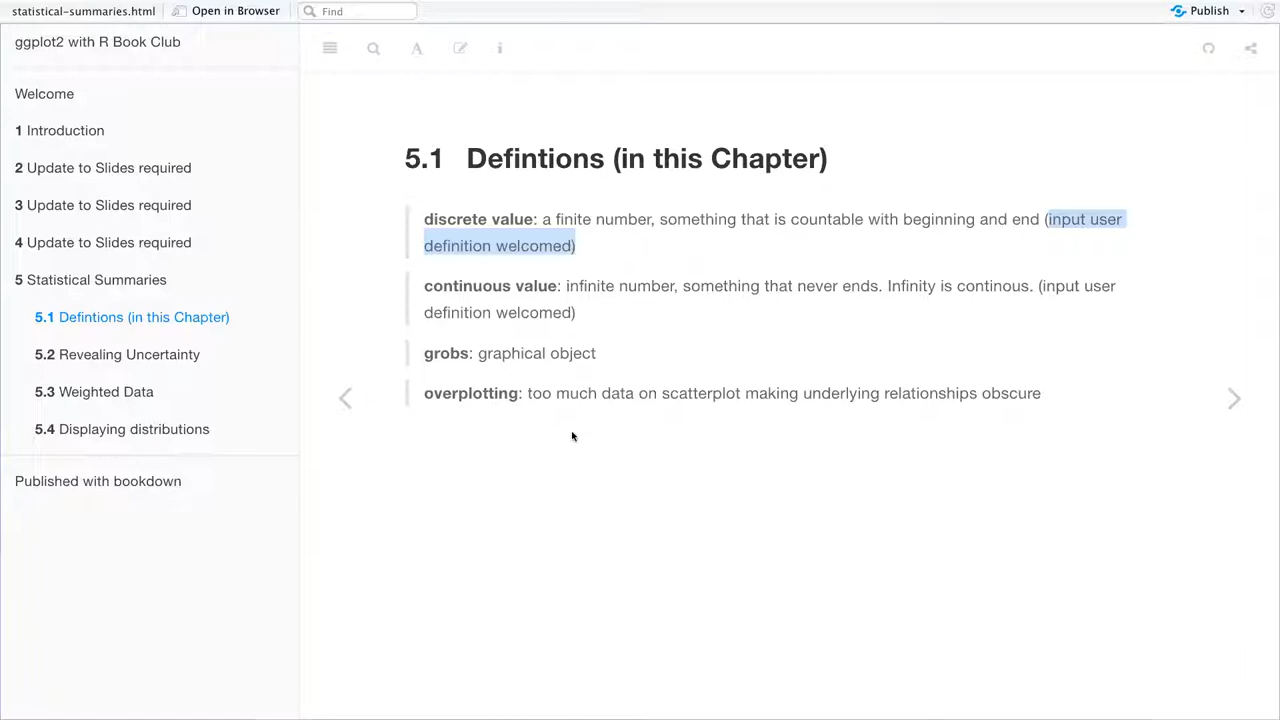 statistical-summaries.html
Open in Browser
Find
Publish
ggplot2 with R Book Club
Welcome
1 Introduction
2 Update to Slides required
3 Update to Slides required
4 Update to Slides required
5 Statistical Summaries
5.1 Defintions (in this Chapter)
5.2 Revealing Uncertainty
5.3 Weighted Data
5.4 Displaying distributions
Published with bookdown
5.1 Defintions (in this Chapter)
discrete value: a finite number, something that is countable with beginning and end (input user
definition welcomed)
continuous value: infinite number, something that never ends. Infinity is continous. (input user
definition welcomed)
grobs: graphical object
overplotting: too much data on scatterplot making underlying relationships obscure